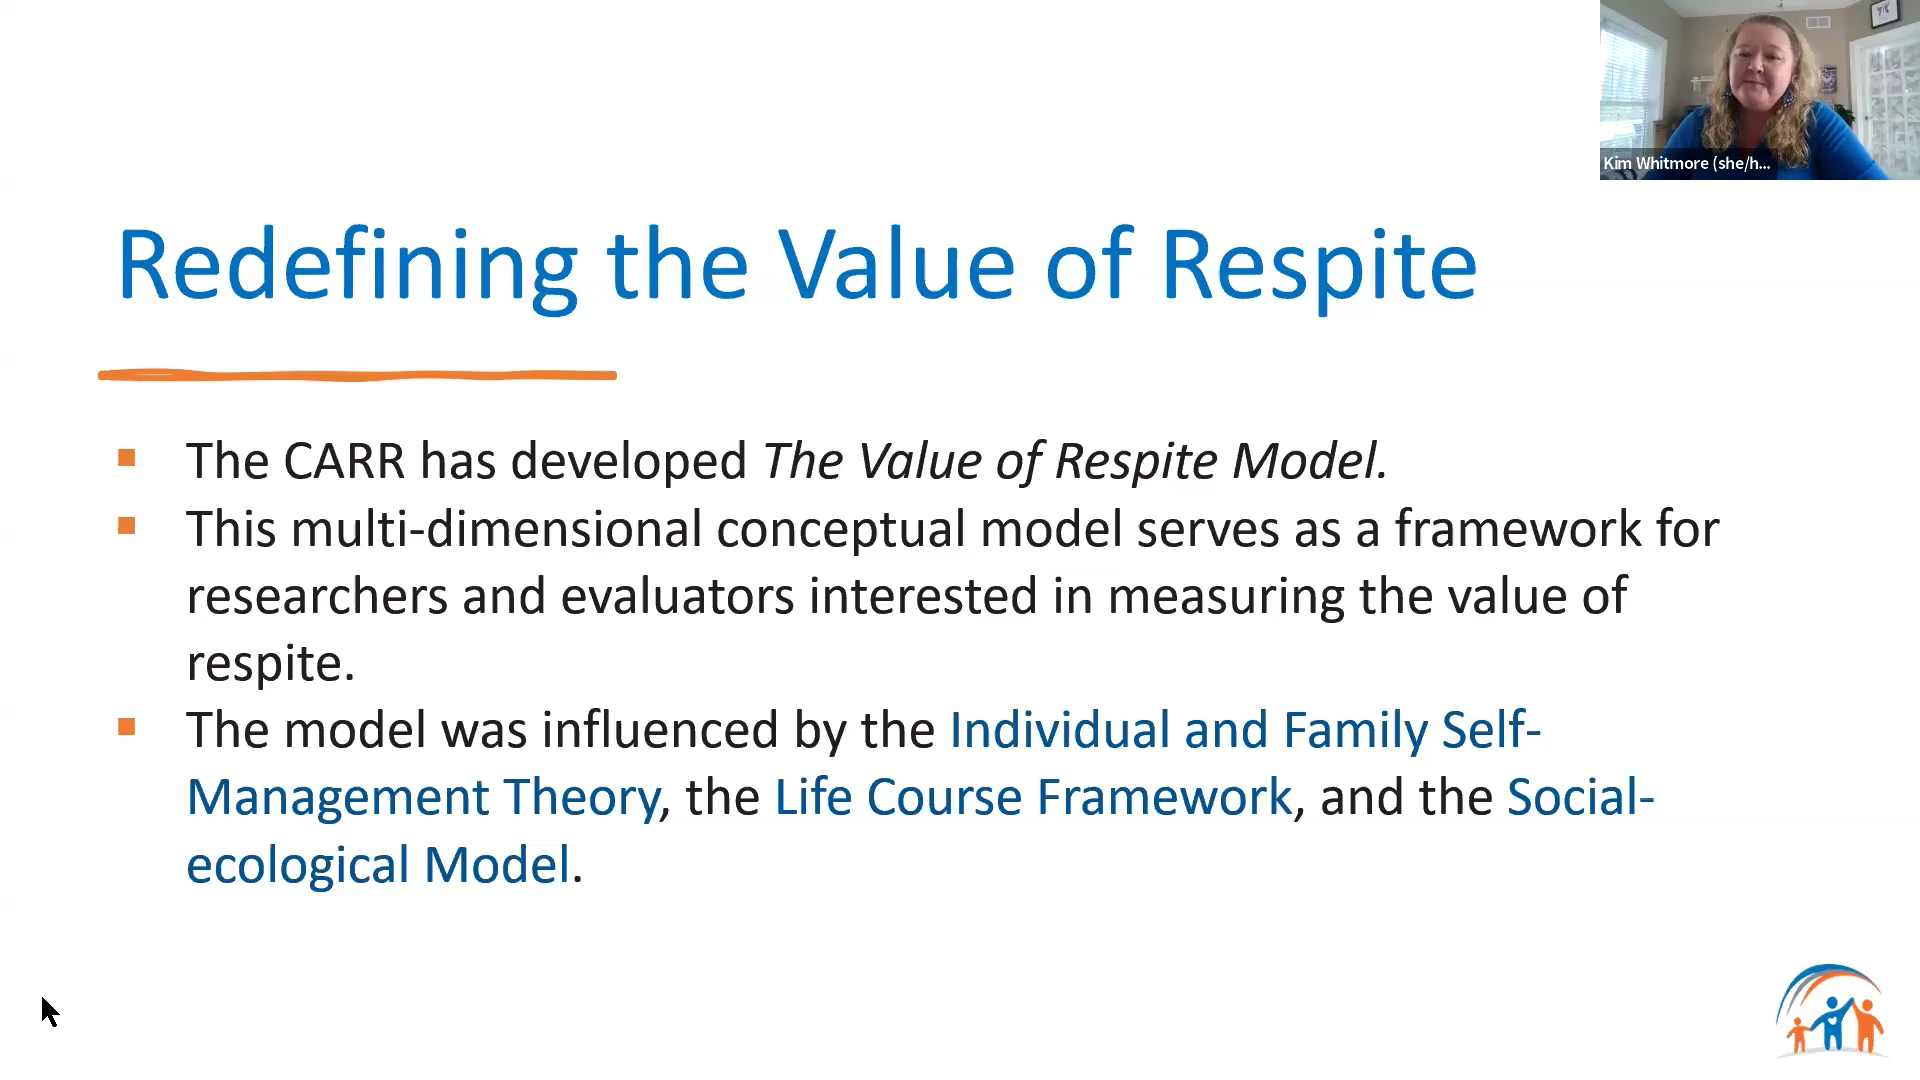 Kim Whitmore (she/h...
Redefining the Value of Respite
The CARR has developed The Value of Respite Model.
This multi-dimensional conceptual model serves as a framework for
researchers and evaluators interested in measuring the value of
respite.
The model was influenced by the Individual and Family Self-
Management Theory, the Life Course Framework, and the Social-
ecological Model.